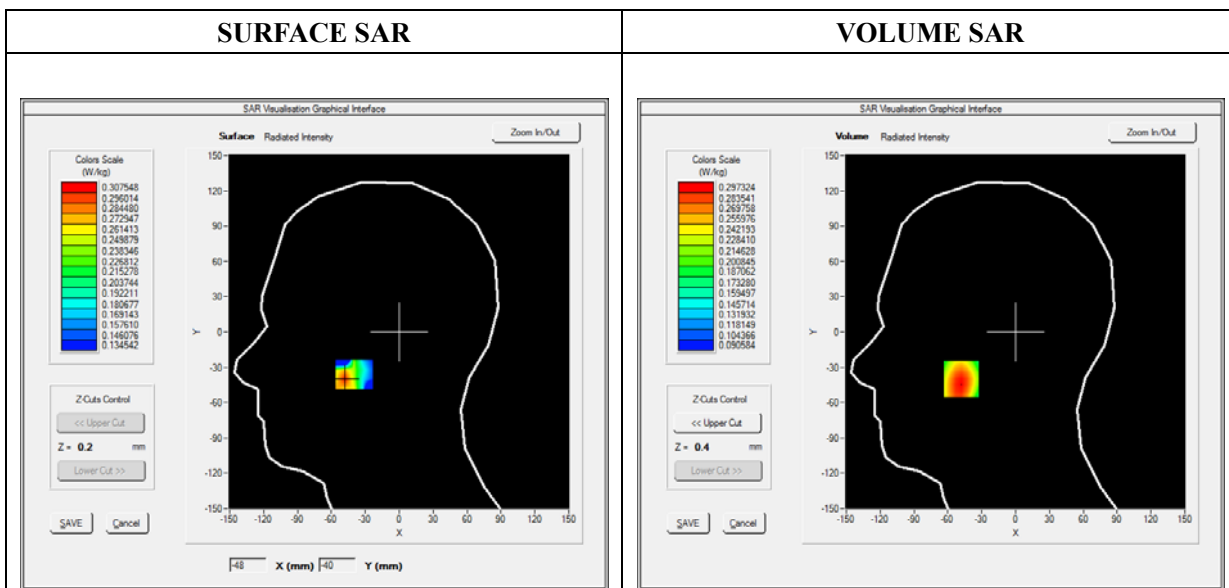 SURFACE SAR
VOLUME SAR
SAR Visualisation Graphical Interface
Surface Radiated Intensity
Zoom In/Out
Colors Scale
(W/kg)
0.307548
0.296014
0.284480
0.272947
0.261413
0.249879
0.238346
0.226812
0.215278
0.203744
0.192211
0.180677
0.169143
0.157610
0.146076
0.134542
Z-Cuts Control
<< Upper Cut
Z = 0.2 mm
Lower Cut >>
SAVE Cancel
150
120
90
60
30
0
-30
-60
-90
-120
-150
Y
-150 -120 -90 -60 -30 0 30 60 90 120 150
X
-48 X (mm) -40 Y (mm)
SAR Visualisation Graphical Interface
Volume Radiated Intensity
Zoom In/Out
Colors Scale
(W/kg)
0.297324
0.283541
0.269758
0.255976
0.242193
0.228410
0.214628
0.200845
0.187062
0.173280
0.159497
0.145714
0.131932
0.118149
0.104366
0.090584
Z-Cuts Control
<< Upper Cut
Z = 0.4 mm
Lower Cut >>
SAVE Cancel
150
120
90
60
30
0
-30
-60
-90
-120
-150
Y
-150 -120 -90 -60 -30 0 30 60 90 120 150
X